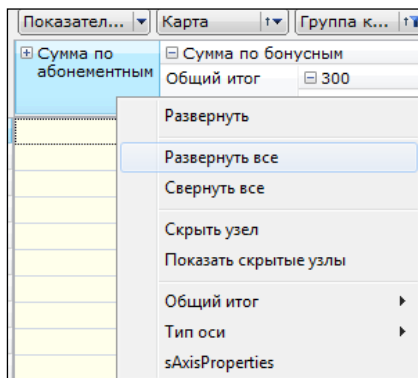 Показател... Карта Группа к...
Сумма по абонементным
Сумма по бонусным
Общий итог 300
Развернуть
Развернуть все
Свернуть все
Скрыть узел
Показать скрытые узлы
Общий итог
Тип оси
sAxisProperties